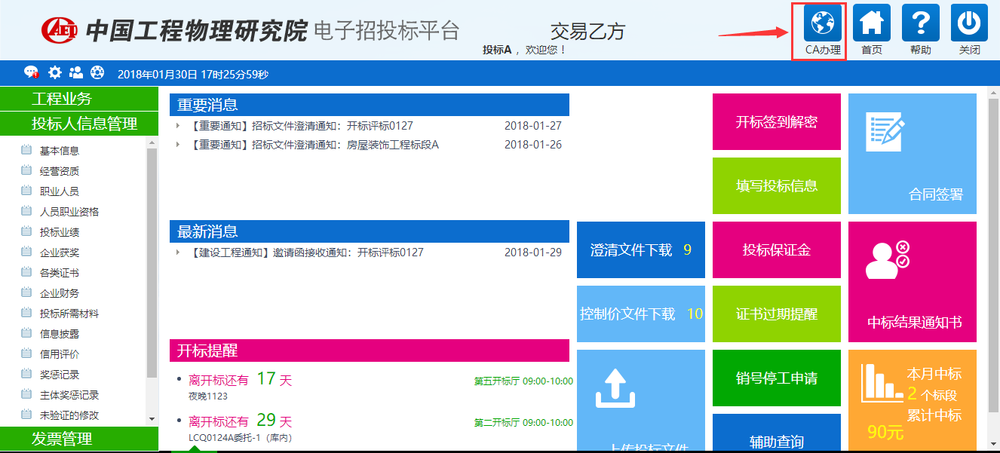 CAEP
中国工程物理研究院 电子招投标平台
交易乙方
投标A ，欢迎您！
CA办理
首页
帮助
关闭
2018年01月30日 17时25分59秒
工程业务
投标人信息管理
基本信息
经营资质
职业人员
人员职业资格
投标业绩
企业获奖
各类证书
企业财务
投标所需材料
信息披露
信用评价
奖惩记录
主体奖惩记录
未验证的修改
发票管理
重要消息
【重要通知】招标文件澄清通知：开标评标0127 2018-01-27
【重要通知】招标文件澄清通知：房屋装饰工程标段A 2018-01-26
最新消息
【建设工程通知】邀请函接收通知：开标评标0127 2018-01-29
开标提醒
离开标还有 17 天 第五开标厅 09:00-10:00
夜晚1123
离开标还有 29 天 第二开标厅 09:00-10:00
LCQ0124A委托-1（库内）
澄清文件下载 9
控制价文件下载 10
上传投标文件
开标签到解密
填写投标信息
投标保证金
证书过期提醒
销号停工申请
辅助查询
合同签署
中标结果通知书
本月中标
2 个标段
累计中标
90元